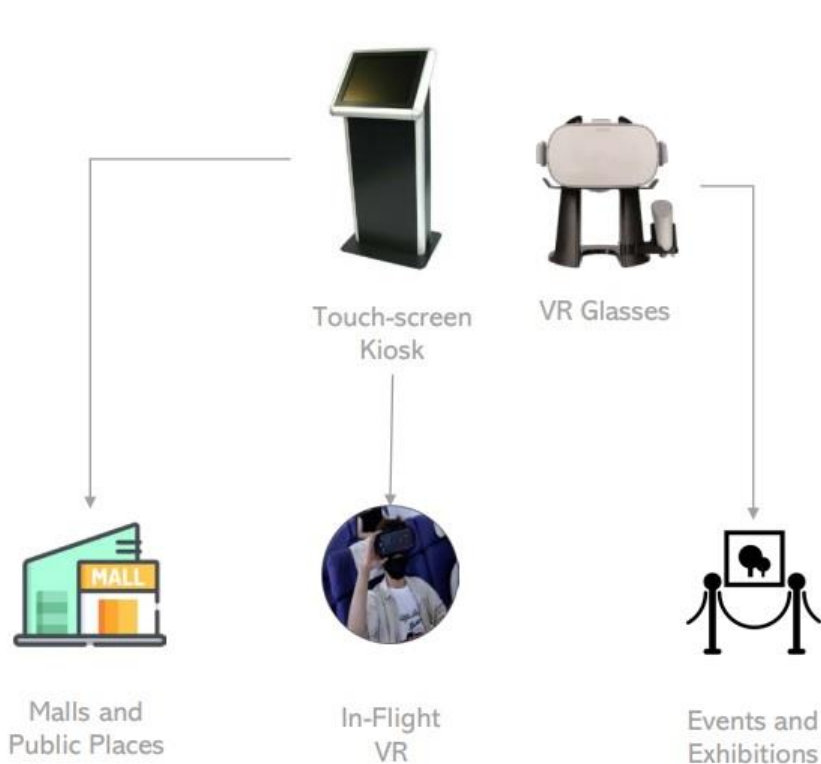 Touch-screen
Kiosk
VR Glasses
MALL
Malls and
Public Places
In-Flight
VR
Events and
Exhibitions